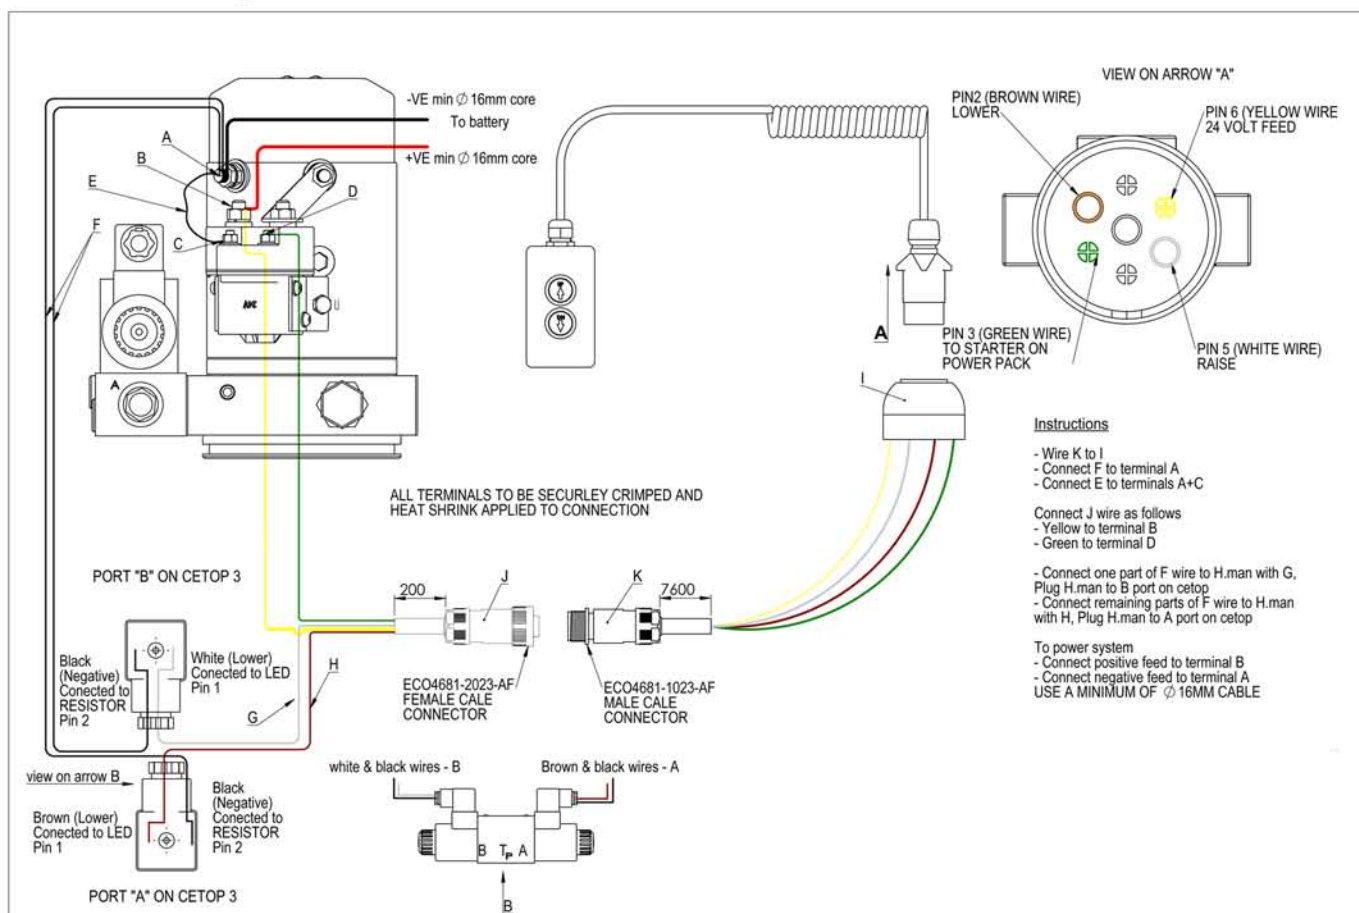 VIEW ON ARROW "A"
-VE min ∅ 16mm core
To battery
+VE min ∅ 16mm core
A
B
E
F
C
D
A
PIN2 (BROWN WIRE)
LOWER
PIN 6 (YELLOW WIRE
24 VOLT FEED
PIN 3 (GREEN WIRE)
TO STARTER ON
POWER PACK
PIN 5 (WHITE WIRE)
RAISE
A
I
ALL TERMINALS TO BE SECURLEY CRIMPED AND
HEAT SHRINK APPLIED TO CONNECTION
Instructions
- Wire K to I
- Connect F to terminal A
- Connect E to terminals A+C
Connect J wire as follows
- Yellow to terminal B
- Green to terminal D
- Connect one part of F wire to H.man with G,
Plug H.man to B port on cetop
- Connect remaining parts of F wire to H.man
with H, Plug H.man to A port on cetop
To power system
- Connect positive feed to terminal B
- Connect negative feed to terminal A
USE A MINIMUM OF ∅ 16MM CABLE
PORT "B" ON CETOP 3
200
J
K
7600
Black
(Negative)
Conected to
RESISTOR
Pin 2
White (Lower)
Conected to LED
Pin 1
H
G
ECO4681-2023-AF
FEMALE CALE
CONNECTOR
ECO4681-1023-AF
MALE CALE
CONNECTOR
view on arrow B
Brown (Lower)
Conected to LED
Pin 1
Black
(Negative)
Conected to
RESISTOR
Pin 2
PORT "A" ON CETOP 3
white & black wires - B
Brown & black wires - A
B TP A
B